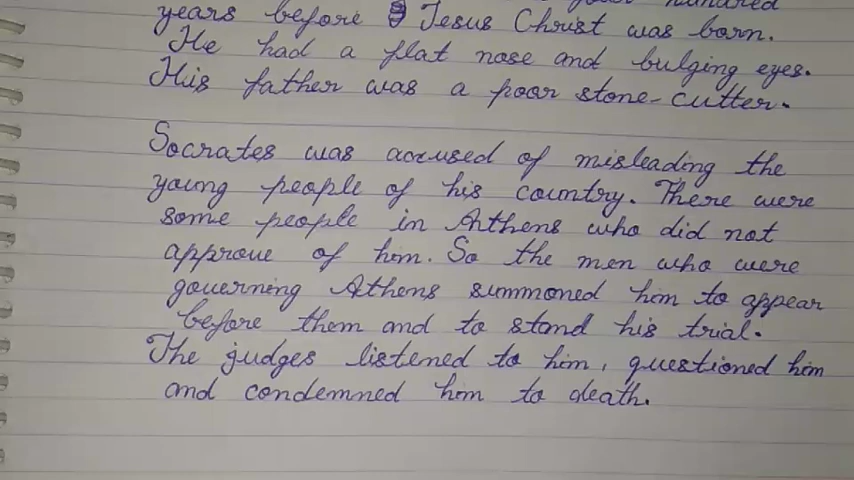 hundred
years before Jesus Christ was born.
He had a flat nose and bulging eyes.
His father was a poor stone-cutter.
Socrates was accused of misleading the
young people of his country. There were
some people in Anthens who did not
approve of him. So the men who were
governing Athens summoned him to appear
before them and to stand his trial.
The judges listened to him, questioned him
and condemned him to death.